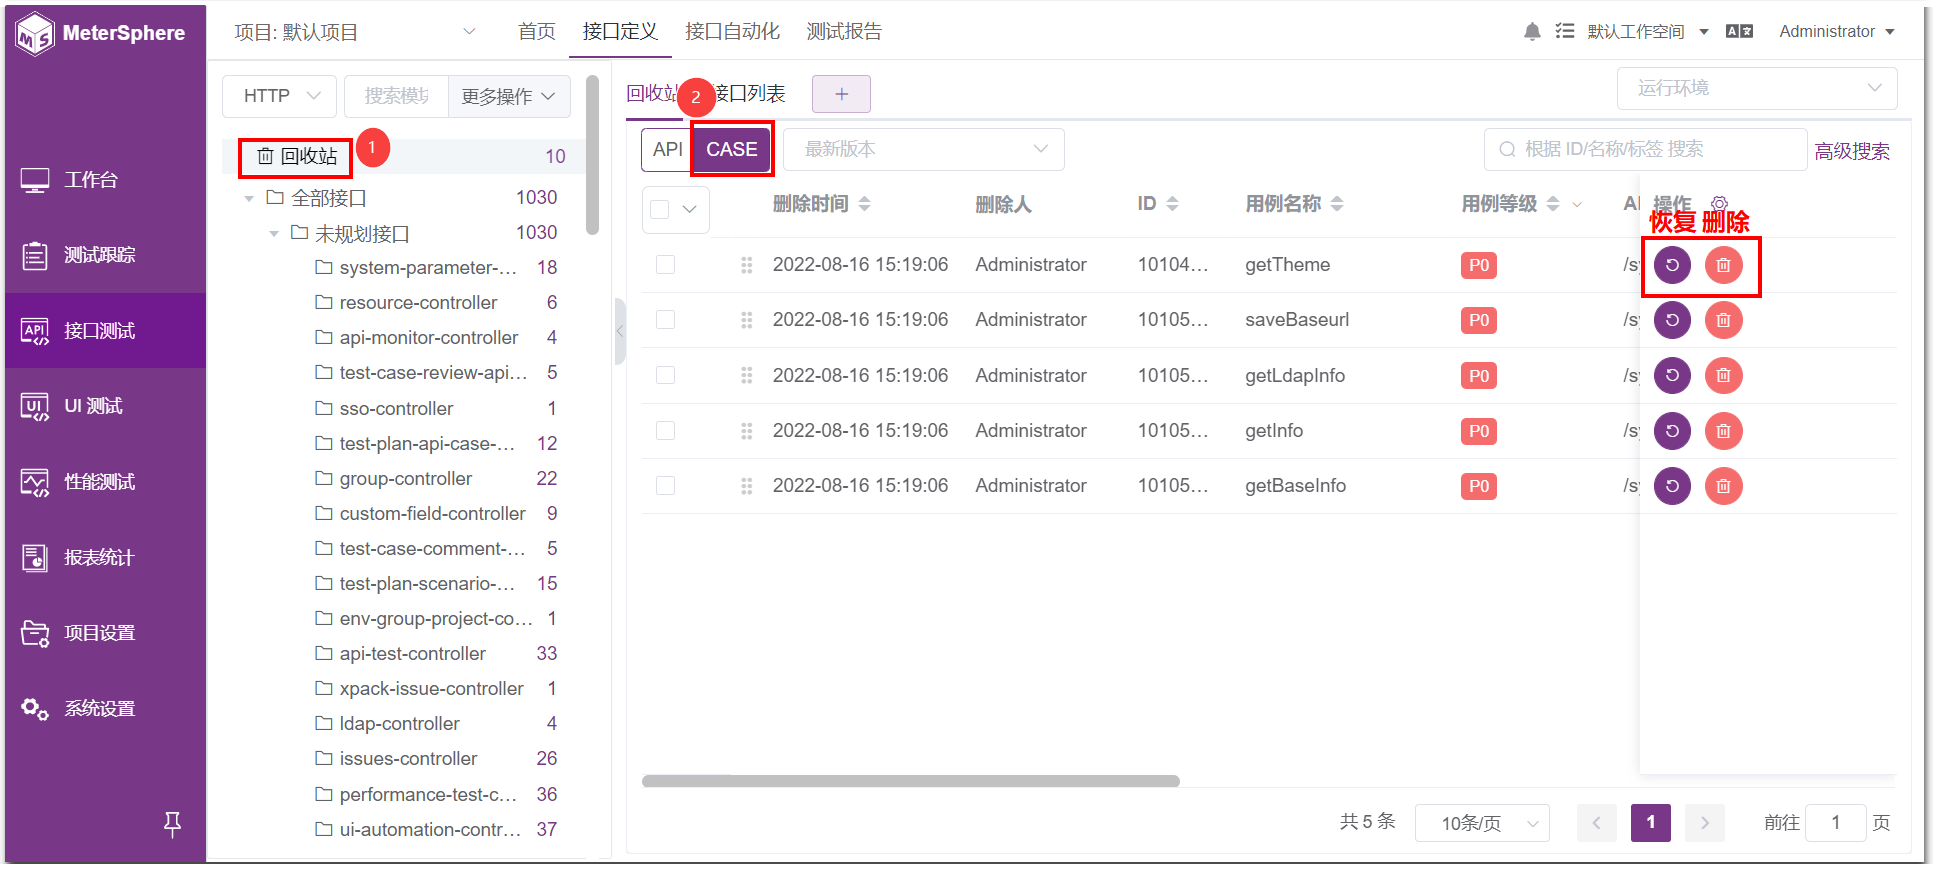 MeterSphere
项目: 默认项目
首页
接口定义
接口自动化
测试报告
默认工作空间
Administrator
工作台
测试跟踪
接口测试
UI 测试
性能测试
报表统计
项目设置
系统设置
HTTP
搜索模块
更多操作
回收站 10
1
全部接口 1030
未规划接口 1030
system-parameter-... 18
resource-controller 6
api-monitor-controller 4
test-case-review-api... 5
sso-controller 1
test-plan-api-case-... 12
group-controller 22
custom-field-controller 9
test-case-comment-... 5
test-plan-scenario-... 15
env-group-project-co... 1
api-test-controller 33
xpack-issue-controller 1
ldap-controller 4
issues-controller 26
performance-test-c... 36
ui-automation-contr... 37
回收站
2
接口列表
+
运行环境
API
CASE
最新版本
根据 ID/名称/标签 搜索
高级搜索
删除时间 删除人 ID 用例名称 用例等级 操作
恢复 删除
2022-08-16 15:19:06 Administrator 10104... getTheme P0 /sy
2022-08-16 15:19:06 Administrator 10105... saveBaseurl P0 /sy
2022-08-16 15:19:06 Administrator 10105... getLdapInfo P0 /sy
2022-08-16 15:19:06 Administrator 10105... getInfo P0 /sy
2022-08-16 15:19:06 Administrator 10105... getBaseInfo P0 /sy
共 5 条
10条/页
1
前往 1 页